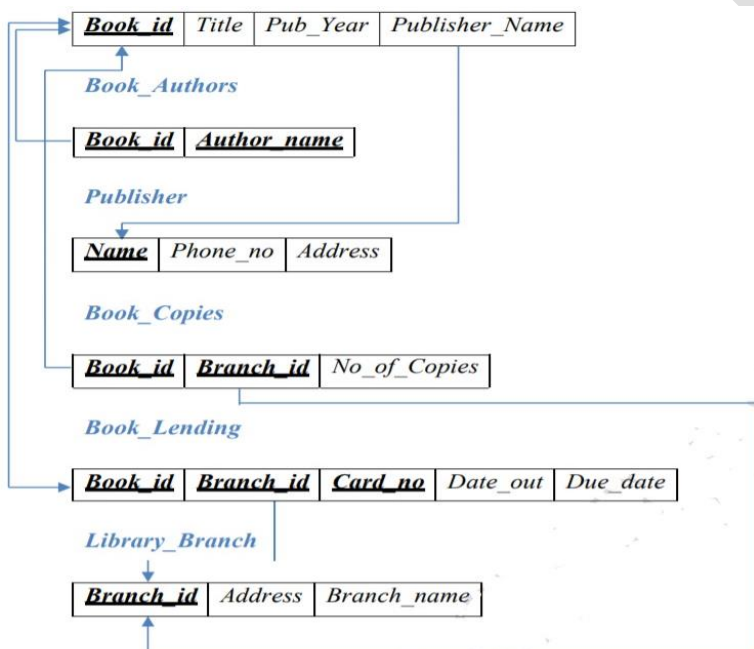 Book_id Title Pub_Year Publisher_Name
Book_Authors
Book_id Author_name
Publisher
Name Phone_no Address
Book_Copies
Book_id Branch_id No_of_Copies
Book_Lending
Book_id Branch_id Card_no Date_out Due_date
Library_Branch
Branch_id Address Branch_name